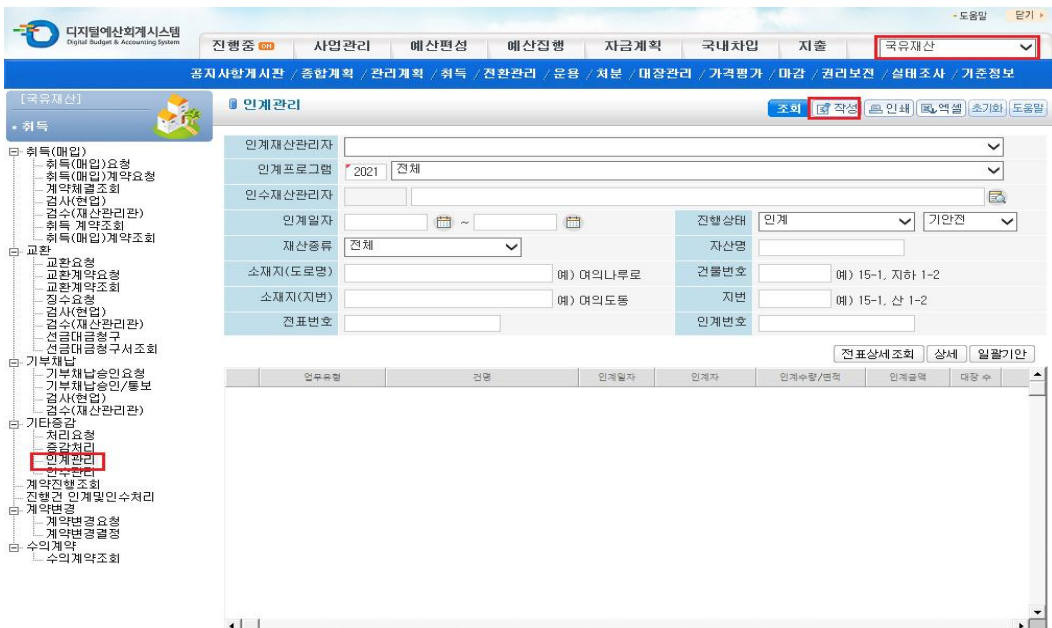 - 도움말 닫기
디지털예산회계시스템
Digital Budget & Accounting System
진행중 ON 사업관리 예산편성 예산집행 자금계획 국내차입 지출 국유재산
공지사항게시판 / 종합계획 / 관리계획 / 취득 / 전환관리 / 운용 / 처분 / 대장관리 / 가격평가 / 마감 / 권리보전 / 실태조사 / 기준정보
[국유재산]
• 취득
취득(매입)
취득(매입)요청
취득(매입)계약요청
계약체결조회
검사(현업)
검수(재산관리관)
취득 계약조회
취득(매입)계약조회
교환
교환요청
교환계약요청
교환계약조회
징수요청
검사(현업)
검수(재산관리관)
선금대금청구
선금대금청구서조회
기부채납
기부채납승인요청
기부채납승인/통보
검사(현업)
검수(재산관리관)
기타증감
처리요청
증감처리
인계관리
인수관리
계약진행조회
진행건 인계및인수처리
계약변경
계약변경요청
계약변경결정
수의계약
수의계약조회
인계관리
조회 작성 인쇄 엑셀 초기화 도움말
인계재산관리자
인계프로그램 2021 전체
인수재산관리자
인계일자 ~ 진행상태 인계 기안전
재산종류 전체 자산명
소재지(도로명) 예) 여의나루로 건물번호 예) 15-1, 지하 1-2
소재지(지번) 예) 여의도동 지번 예) 15-1, 산 1-2
전표번호 인계번호
전표상세조회 상세 일괄기안
업무유형 건명 인계일자 인계자 인계수량/면적 인계금액 대장 수